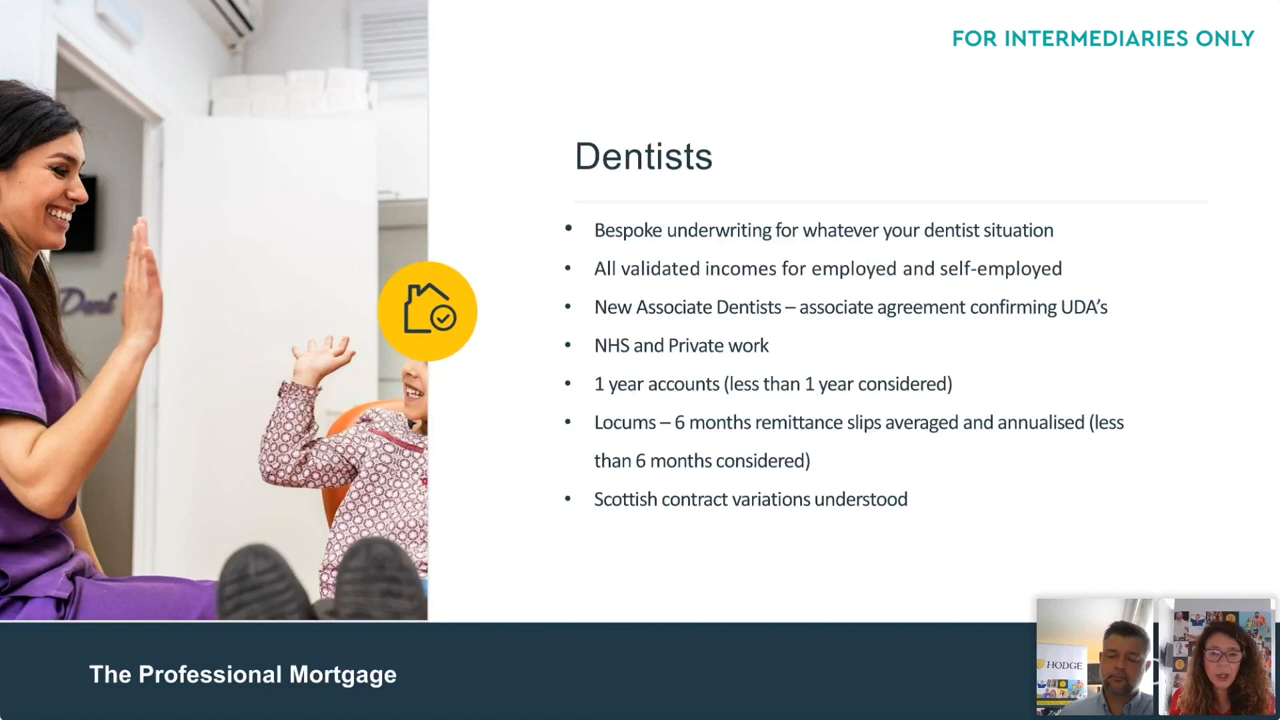 FOR INTERMEDIARIES ONLY
Dentists
• Bespoke underwriting for whatever your dentist situation
• All validated incomes for employed and self-employed
• New Associate Dentists – associate agreement confirming UDA’s
• NHS and Private work
• 1 year accounts (less than 1 year considered)
• Locums – 6 months remittance slips averaged and annualised (less
than 6 months considered)
• Scottish contract variations understood
Dent
The Professional Mortgage
HODGE